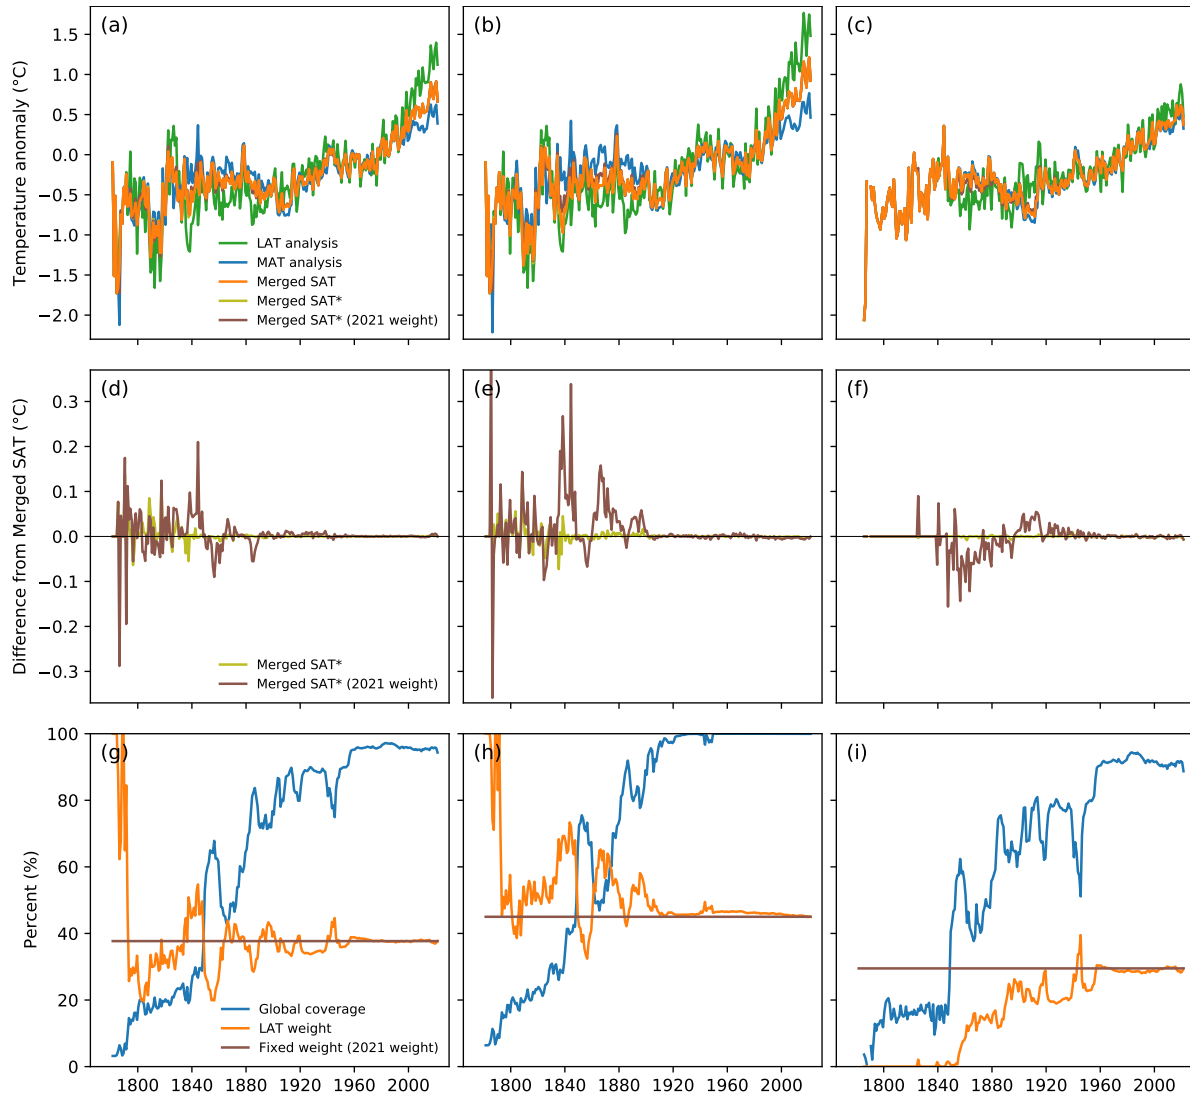 (a) (b) (c)
Temperature anomaly (°C)
1.5
1.0
0.5
0.0
−0.5
−1.0
−1.5
−2.0
LAT analysis
MAT analysis
Merged SAT
Merged SAT*
Merged SAT* (2021 weight)
(d) (e) (f)
Difference from Merged SAT (°C)
0.3
0.2
0.1
0.0
−0.1
−0.2
−0.3
Merged SAT*
Merged SAT* (2021 weight)
(g) (h) (i)
Percent (%)
100
80
60
40
20
0
Global coverage
LAT weight
Fixed weight (2021 weight)
1800 1840 1880 1920 1960 2000 1800 1840 1880 1920 1960 2000 1800 1840 1880 1920 1960 2000